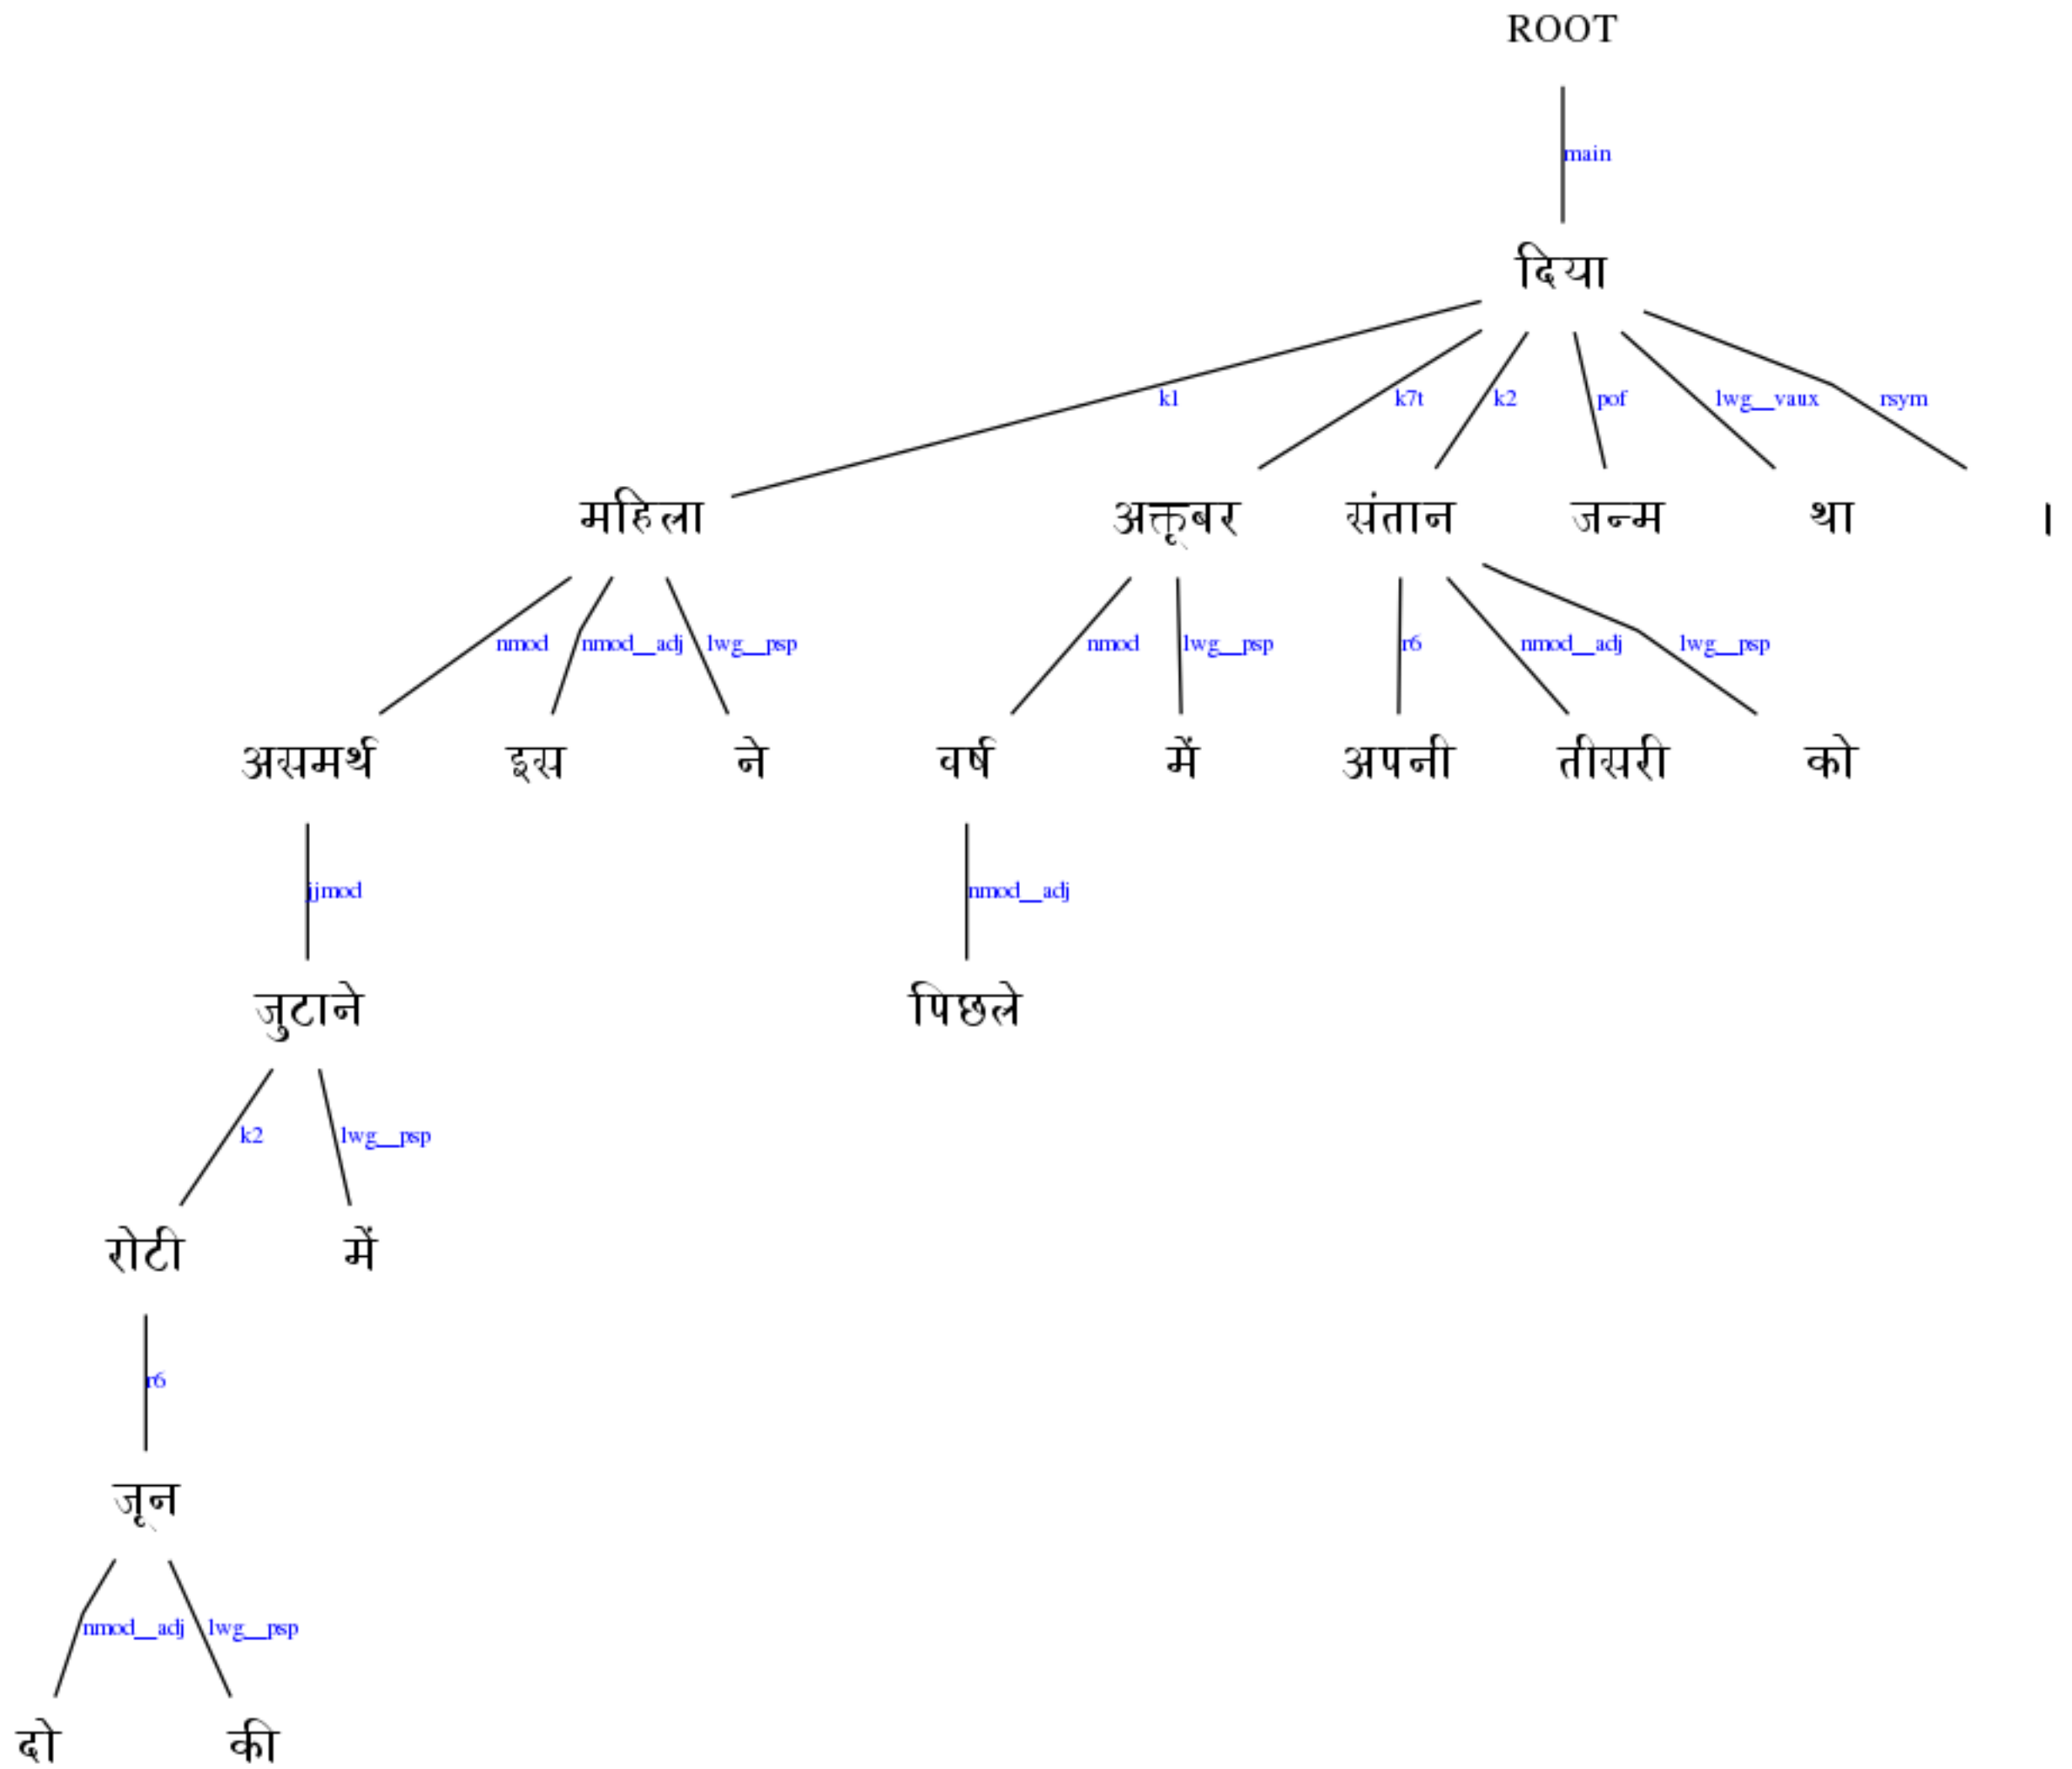 ROOT
main
दिया
k1 k7t k2 pof lwg__vaux rsym
महिला अक्तूबर संतान जन्म था ।
nmod nmod__adj lwg__psp nmod lwg__psp r6 nmod__adj lwg__psp
असमर्थ इस ने वर्ष में अपनी तीसरी को
jjmod nmod__adj
जुटाने पिछले
k2 lwg__psp
रोटी में
r6
जून
nmod__adj lwg__psp
दो की